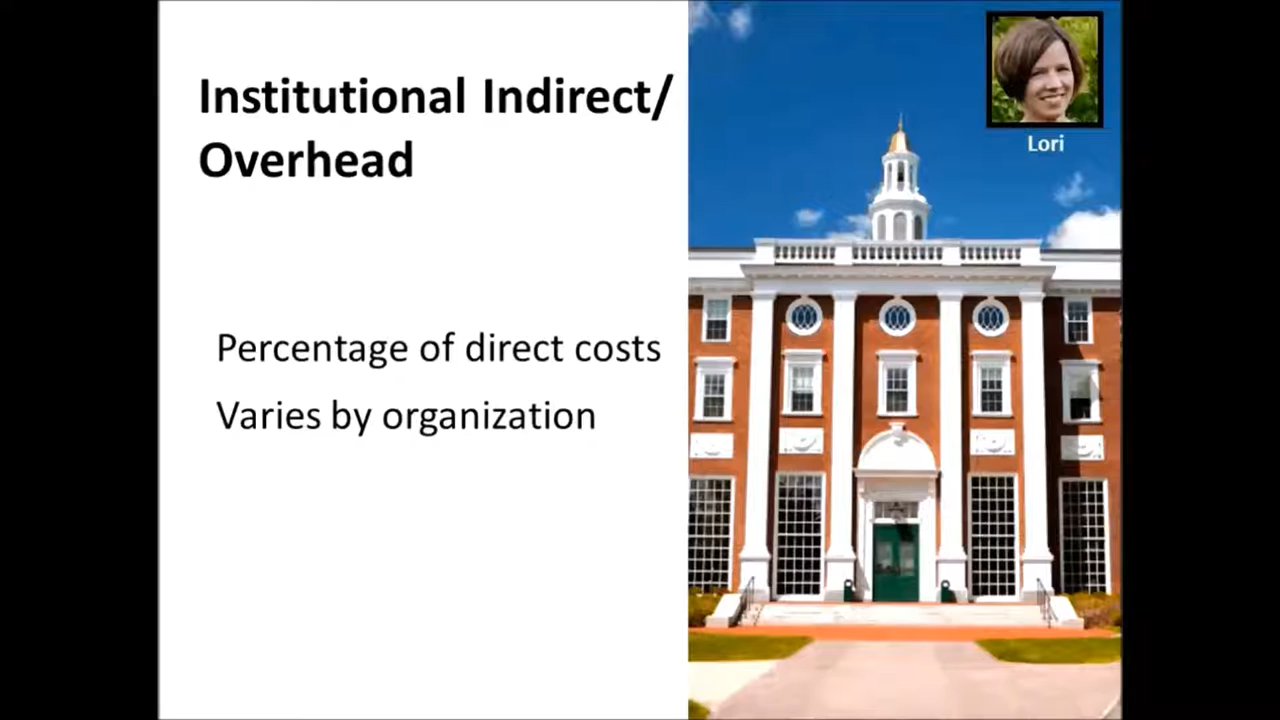 Institutional Indirect/
Overhead
Percentage of direct costs
Varies by organization
Lori